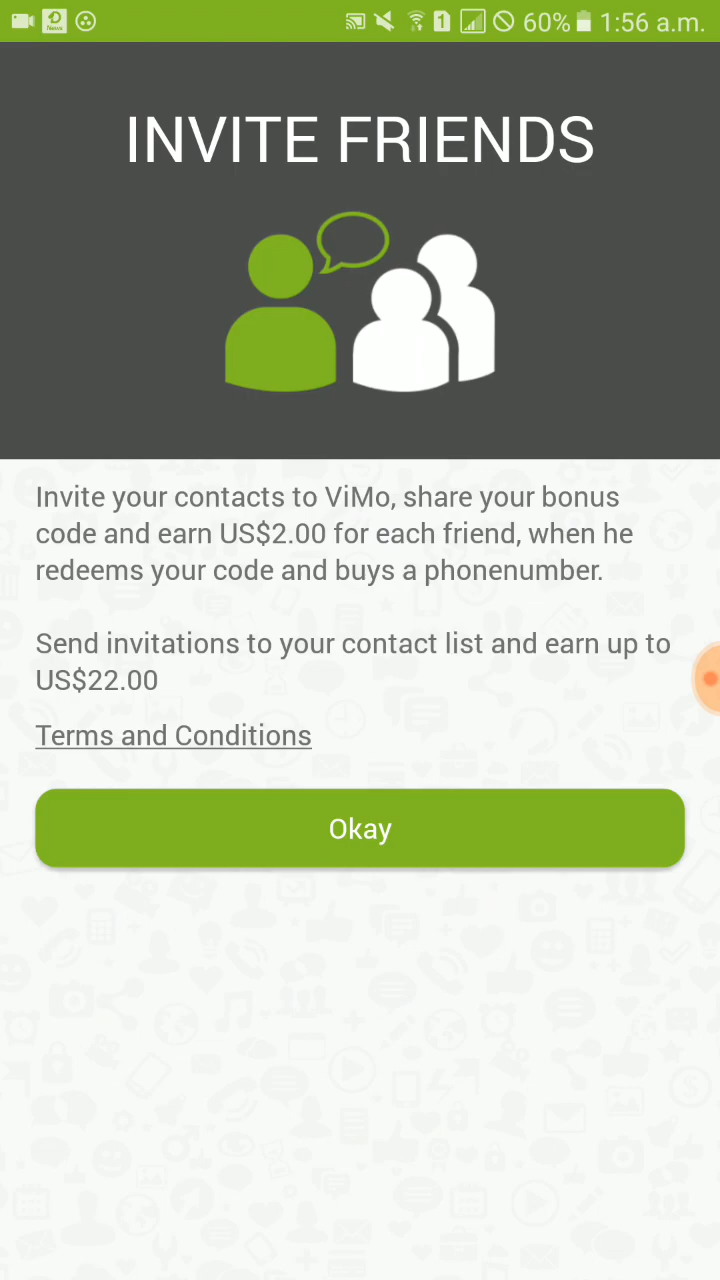 News 1 60% 1:56 a.m.
INVITE FRIENDS
Invite your contacts to ViMo, share your bonus
code and earn US$2.00 for each friend, when he
redeems your code and buys a phonenumber.
Send invitations to your contact list and earn up to
US$22.00
Terms and Conditions
Okay